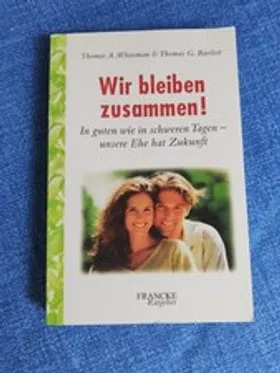 Thomas A. Whiteman & Thomas G. Bartlett
Wir bleiben
zusammen!
In guten wie in schweren Tagen –
unsere Ehe hat Zukunft
FRANCKE
Ratgeber